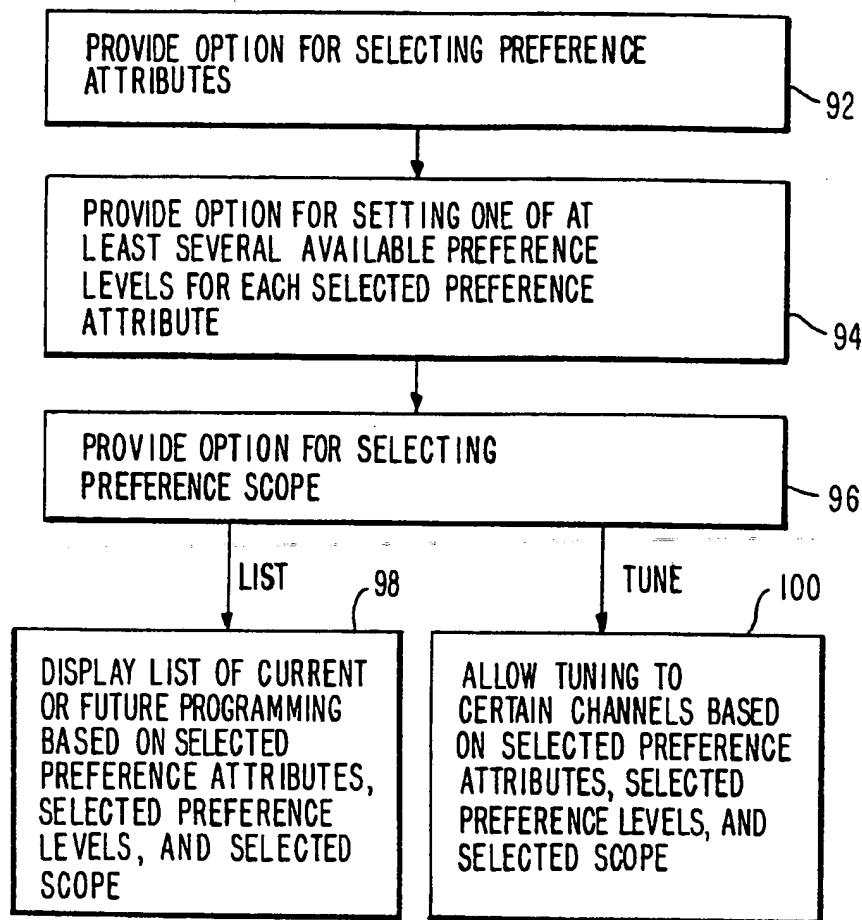 PROVIDE OPTION FOR SELECTING PREFERENCE
ATTRIBUTES
92
PROVIDE OPTION FOR SETTING ONE OF AT
LEAST SEVERAL AVAILABLE PREFERENCE
LEVELS FOR EACH SELECTED PREFERENCE
ATTRIBUTE
94
PROVIDE OPTION FOR SELECTING
PREFERENCE SCOPE
96
LIST
98
DISPLAY LIST OF CURRENT
OR FUTURE PROGRAMMING
BASED ON SELECTED
PREFERENCE ATTRIBUTES,
SELECTED PREFERENCE
LEVELS, AND SELECTED
SCOPE
TUNE
100
ALLOW TUNING TO
CERTAIN CHANNELS BASED
ON SELECTED PREFERENCE
ATTRIBUTES, SELECTED
PREFERENCE LEVELS, AND
SELECTED SCOPE